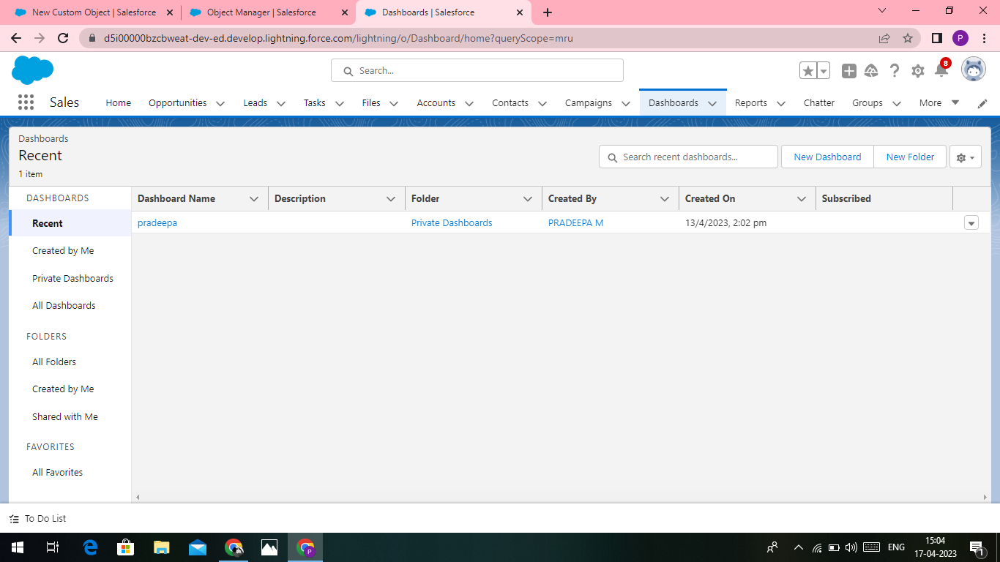 New Custom Object | Salesforce
Object Manager | Salesforce
Dashboards | Salesforce
d5i00000bzcbweat-dev-ed.develop.lightning.force.com/lightning/o/Dashboard/home?queryScope=mru
P
Search...
8
Sales Home Opportunities Leads Tasks Files Accounts Contacts Campaigns Dashboards Reports Chatter Groups More
Dashboards
Recent
1 item
Search recent dashboards...
New Dashboard
New Folder
DASHBOARDS
Recent
Created by Me
Private Dashboards
All Dashboards
FOLDERS
All Folders
Created by Me
Shared with Me
FAVORITES
All Favorites
Dashboard Name Description Folder Created By Created On Subscribed
pradeepa Private Dashboards PRADEEPA M 13/4/2023, 2:02 pm
To Do List
P
ENG
15:04
17-04-2023
1